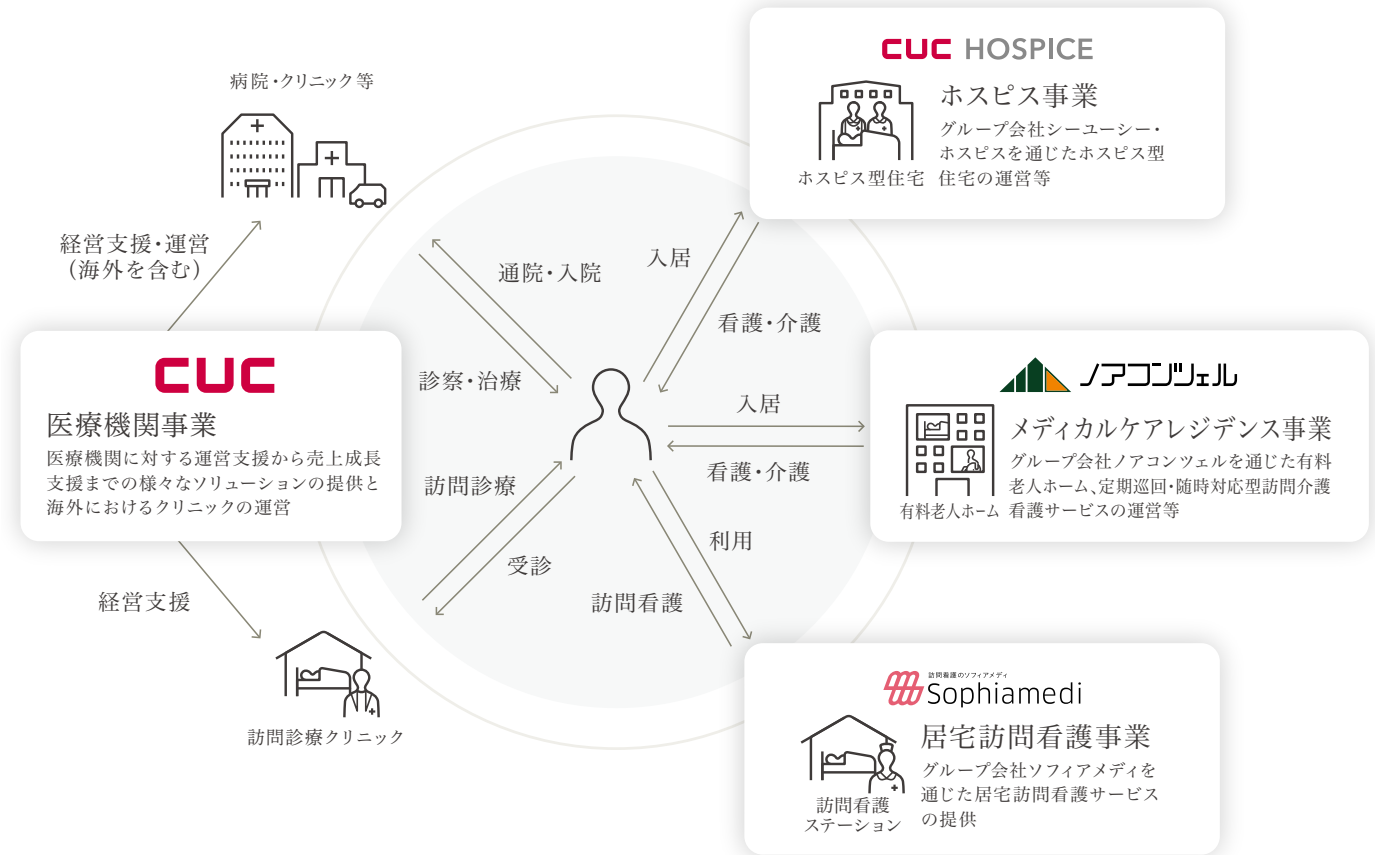 病院・クリニック等
経営支援・運営
（海外を含む）
CUC
医療機関事業
医療機関に対する運営支援から売上成長
支援までの様々なソリューションの提供と
海外におけるクリニックの運営
経営支援
訪問診療クリニック
通院・入院
診察・治療
訪問診療
受診
入居
看護・介護
入居
看護・介護
利用
訪問看護
CUC HOSPICE
ホスピス事業
グループ会社シーユーシー・
ホスピスを通じたホスピス型
住宅の運営等
ホスピス型住宅
ノアコンツェル
メディカルケアレジデンス事業
グループ会社ノアコンツェルを通じた有料
老人ホーム、定期巡回・随時対応型訪問介護
看護サービスの運営等
有料老人ホーム
訪問看護のソフィアメディ
Sophiamedi
居宅訪問看護事業
グループ会社ソフィアメディを
通じた居宅訪問看護サービス
の提供
訪問看護
ステーション